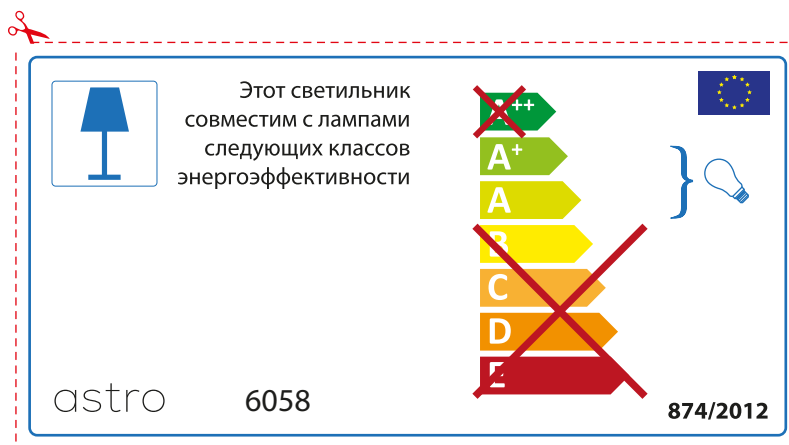 Этот светильник
совместим с лампами
следующих классов
энергоэффективности
A++
A+
A
B
C
D
E
astro
6058
874/2012